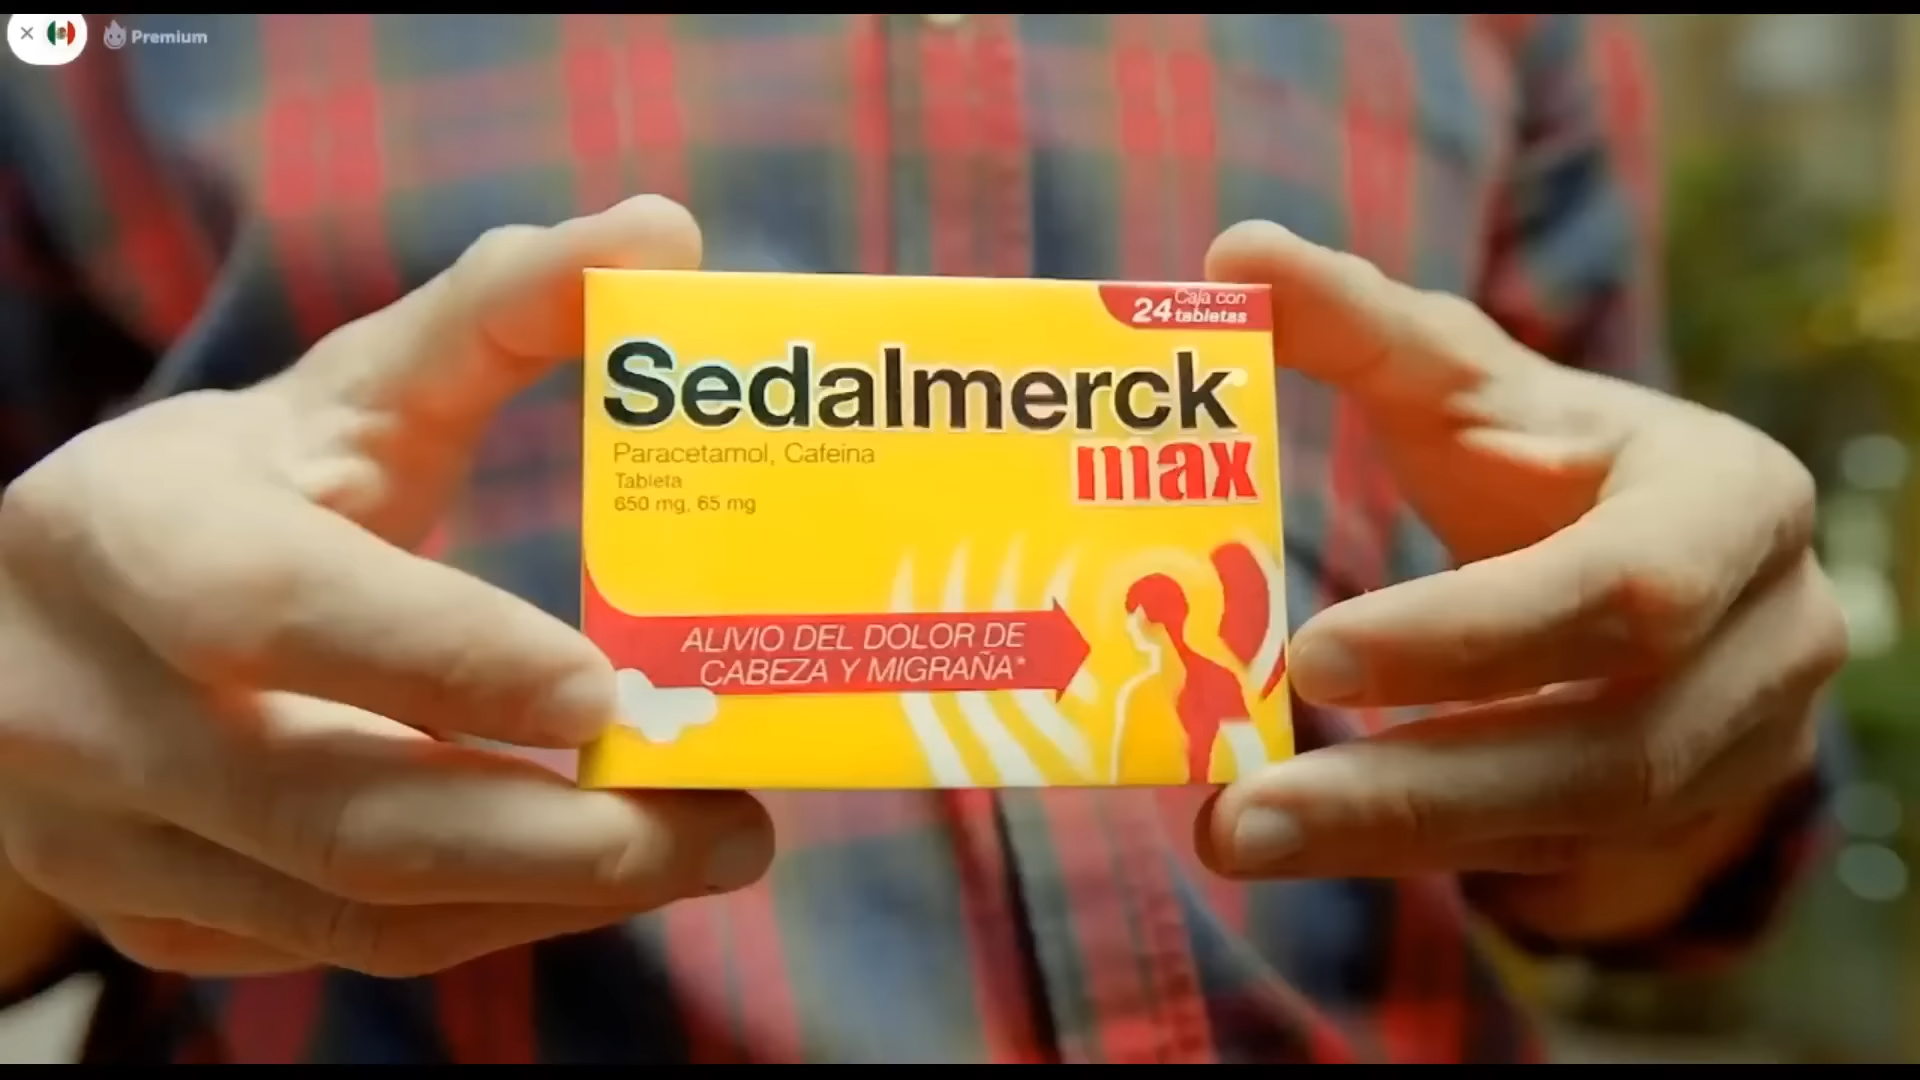 Premium
24 Caja con
tabletas
Sedalmerck
max
Paracetamol, Cafeína
Tableta
650 mg, 65 mg
ALIVIO DEL DOLOR DE
CABEZA Y MIGRAÑA*